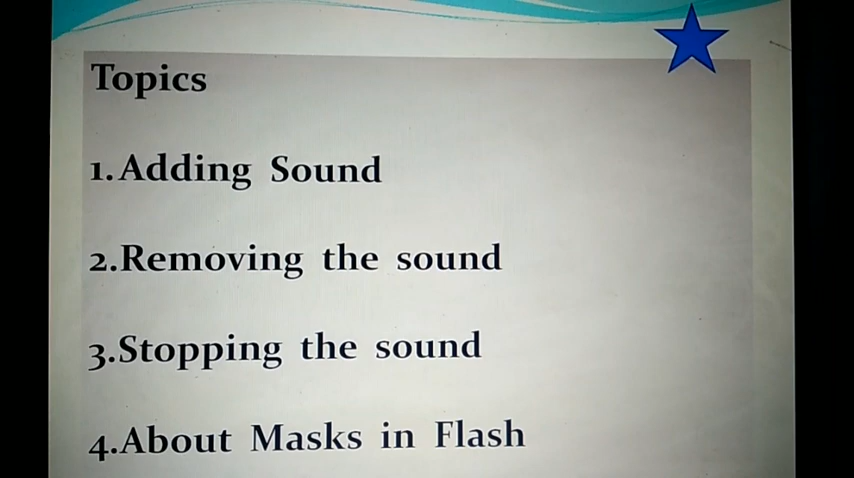 Topics
1.Adding Sound
2.Removing the sound
3.Stopping the sound
4.About Masks in Flash